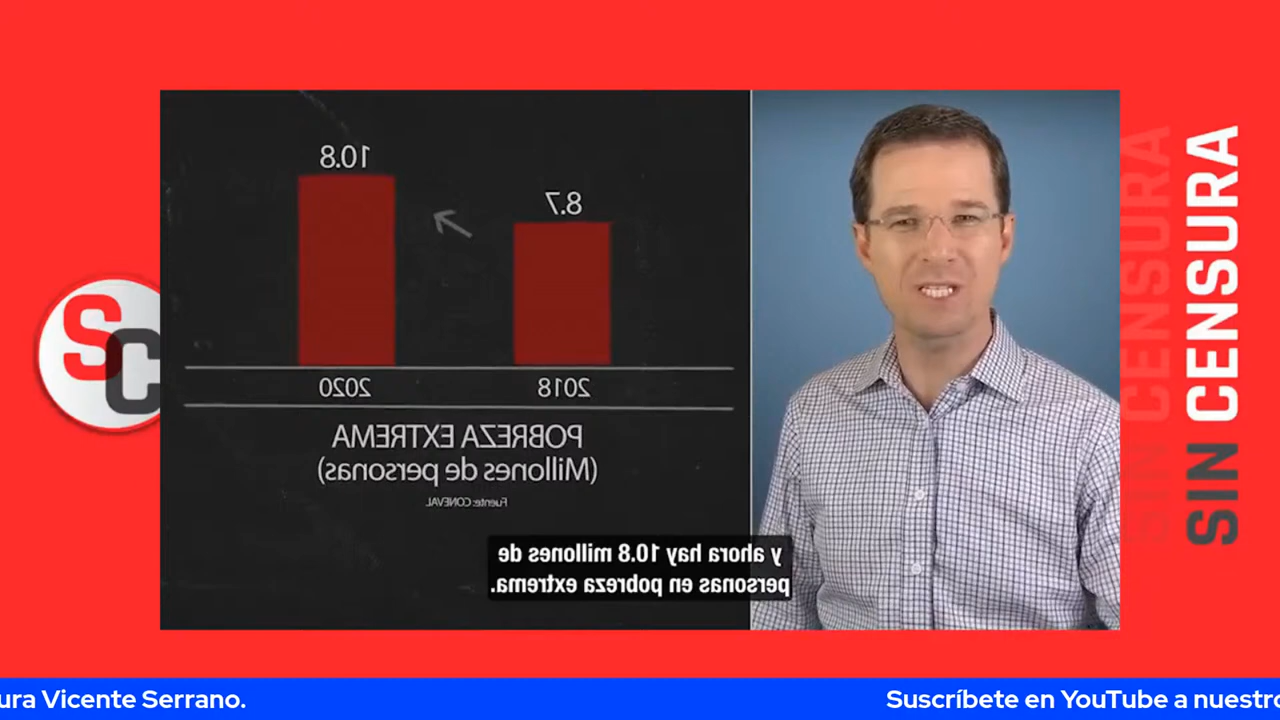 10.8
8.7
2020
2018
POBREZA EXTREMA
(Millones de personas)
Fuente: CONEVAL
y ahora hay 10.8 millones de
personas en pobreza extrema.
SC
SIN CENSURA
SIN CENSURA
ura Vicente Serrano.
Suscríbete en YouTube a nuestro